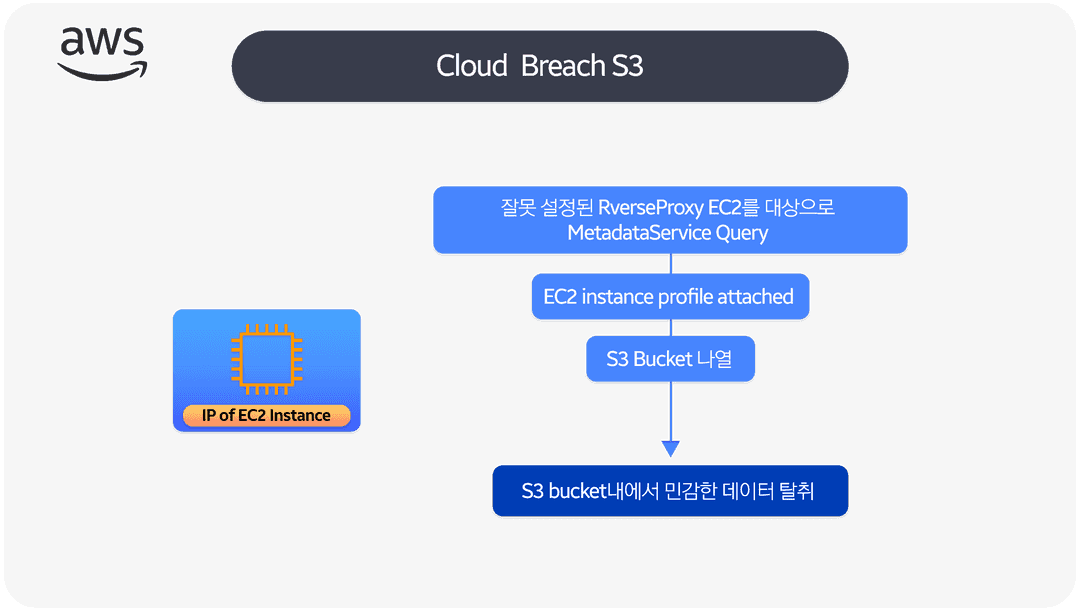 aws
Cloud Breach S3
잘못 설정된 RverseProxy EC2를 대상으로
MetadataService Query
EC2 instance profile attached
S3 Bucket 나열
IP of EC2 Instance
S3 bucket내에서 민감한 데이터 탈취